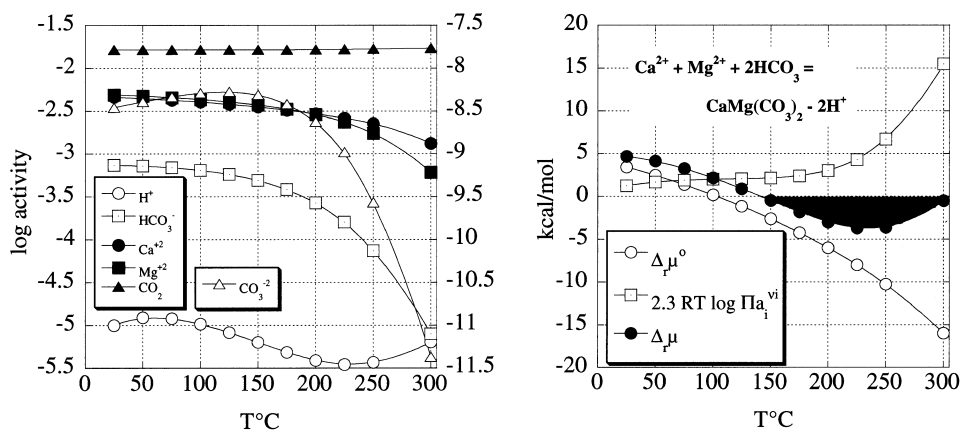 -1.5
-2
-2.5
-3
-3.5
-4
-4.5
-5
-5.5
log activity
-7.5
-8
-8.5
-9
-9.5
-10
-10.5
-11
-11.5
log activity
H⁺
HCO₃⁻
Ca⁺²
Mg⁺²
CO₂
CO₃⁻²
0 50 100 150 200 250 300
T°C
20
15
10
5
0
-5
-10
-15
-20
kcal/mol
Ca²⁺ + Mg²⁺ + 2HCO₃⁻ =
CaMg(CO₃)₂ - 2H⁺
Δᵣμ°
2.3 RT log Πaᵢᵛⁱ
Δᵣμ
0 50 100 150 200 250 300
T°C